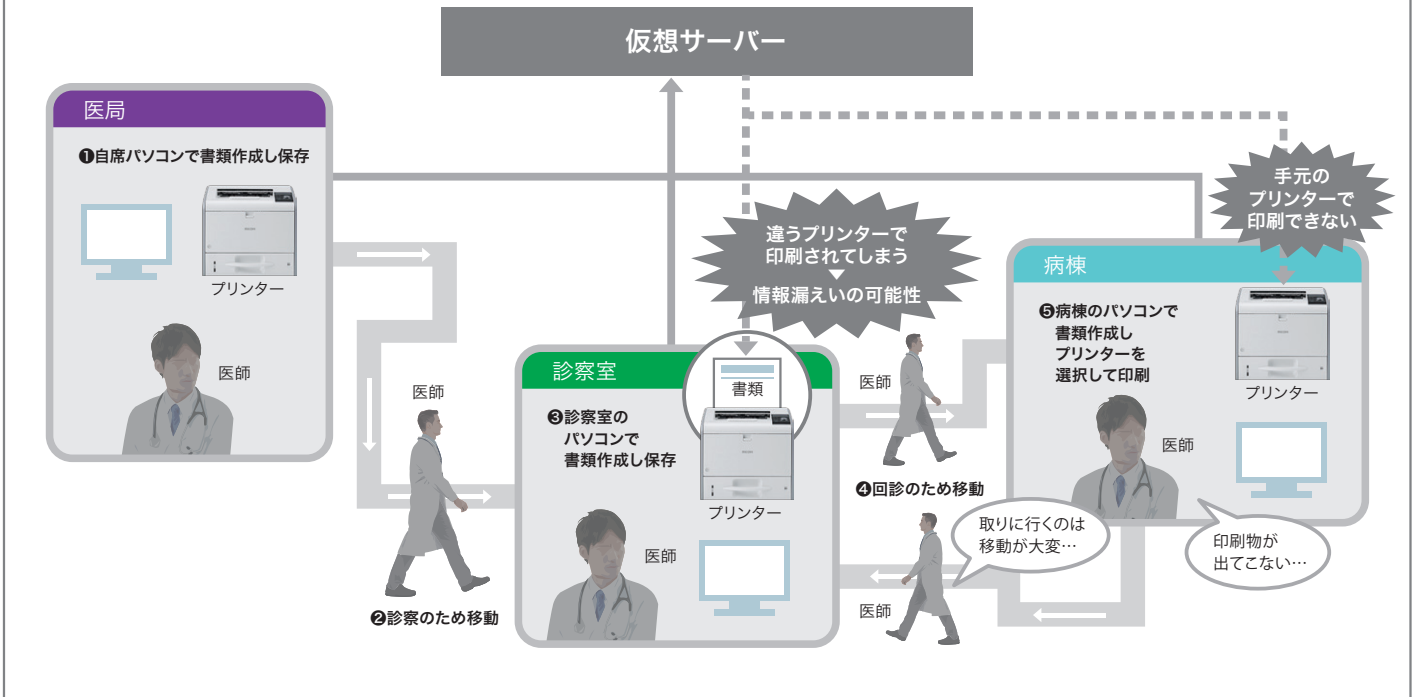 仮想サーバー
医局
❶自席パソコンで書類作成し保存
プリンター
医師
医師
❷診察のため移動
診察室
❸診察室の
パソコンで
書類作成し保存
書類
プリンター
医師
違うプリンターで
印刷されてしまう
▼
情報漏えいの可能性
医師
❹回診のため移動
手元の
プリンターで
印刷できない
病棟
❺病棟のパソコンで
書類作成し
プリンターを
選択して印刷
プリンター
医師
印刷物が
出てこない…
取りに行くのは
移動が大変…
医師